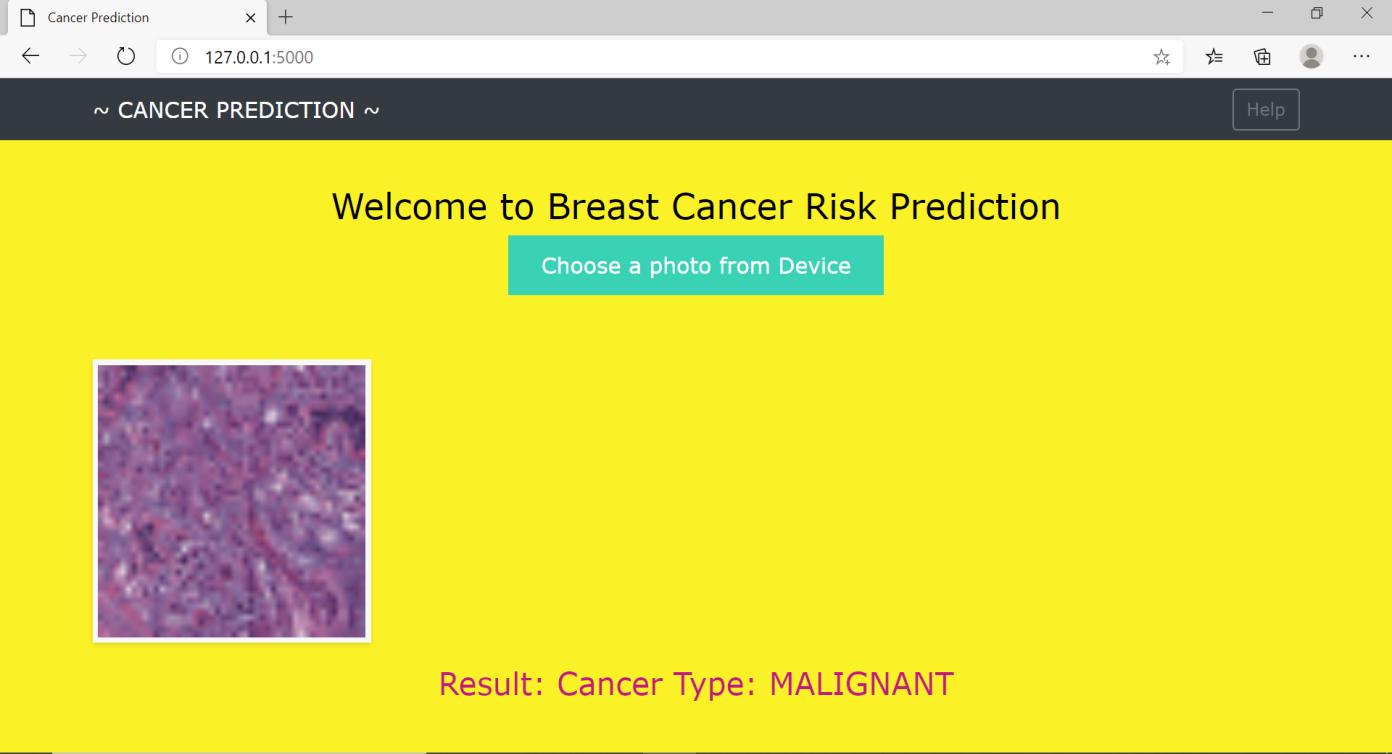 Cancer Prediction
127.0.0.1:5000
~ CANCER PREDICTION ~
Help
Welcome to Breast Cancer Risk Prediction
Choose a photo from Device
Result: Cancer Type: MALIGNANT